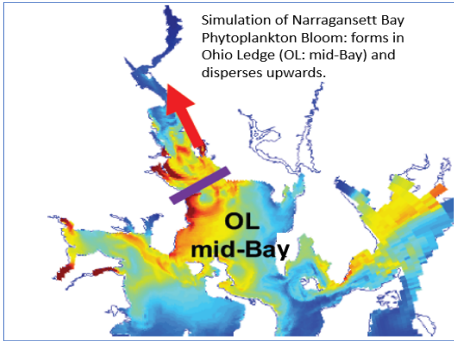 Simulation of Narragansett Bay
Phytoplankton Bloom: forms in
Ohio Ledge (OL: mid-Bay) and
disperses upwards.
OL
mid-Bay